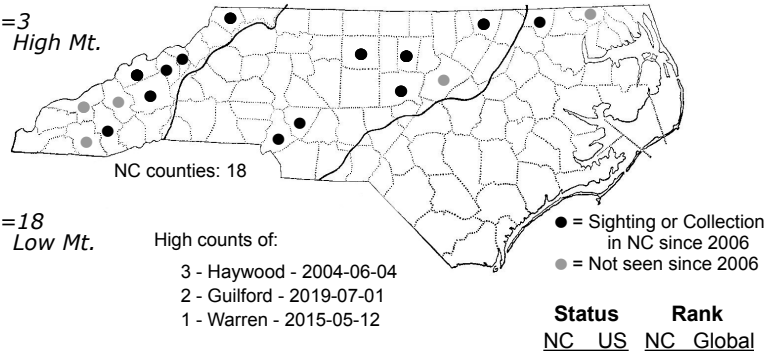 =3
High Mt.
NC counties: 18
=18
Low Mt.
High counts of:
3 - Haywood - 2004-06-04
2 - Guilford - 2019-07-01
1 - Warren - 2015-05-12
= Sighting or Collection
in NC since 2006
= Not seen since 2006
Status Rank
NC US NC Global